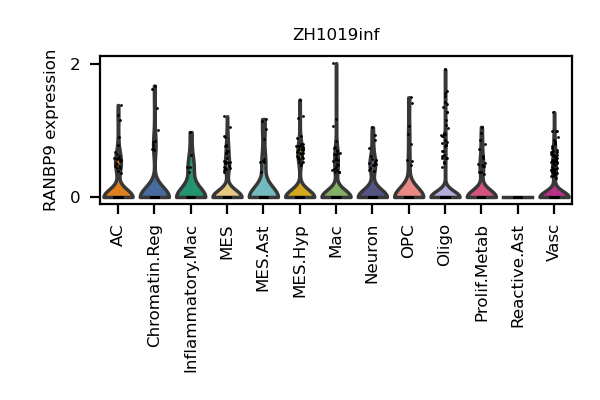 ZH1019inf
RANBP9 expression
2
0
AC
Chromatin.Reg
Inflammatory.Mac
MES
MES.Ast
MES.Hyp
Mac
Neuron
OPC
Oligo
Prolif.Metab
Reactive.Ast
Vasc